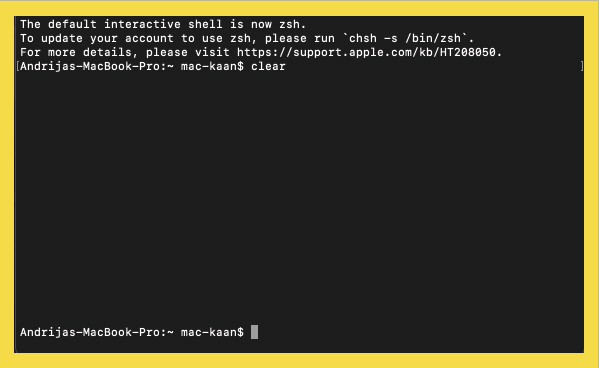 The default interactive shell is now zsh.
To update your account to use zsh, please run `chsh -s /bin/zsh`.
For more details, please visit https://support.apple.com/kb/HT208050.
[Andrijas-MacBook-Pro:~ mac-kaan$ clear ]
Andrijas-MacBook-Pro:~ mac-kaan$